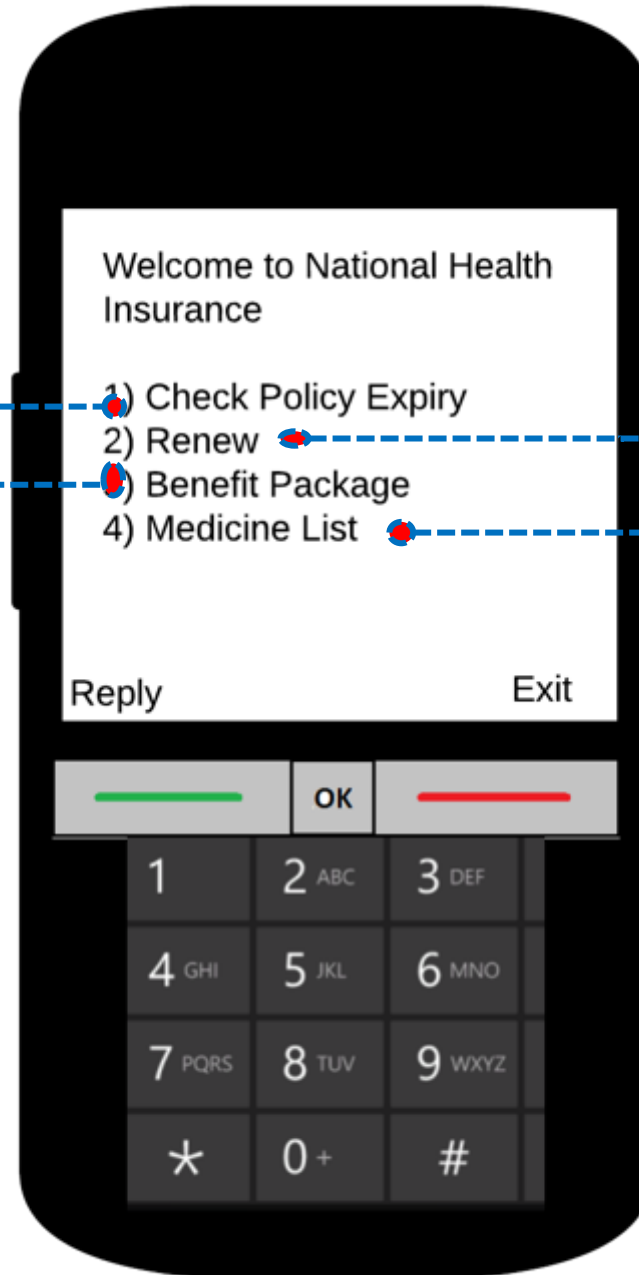 Welcome to National Health
Insurance
1) Check Policy Expiry
2) Renew
) Benefit Package
4) Medicine List
Reply
Exit
OK
1
2 ABC
3 DEF
4 GHI
5 JKL
6 MNO
7 PQRS
8 TUV
9 WXYZ
*
0 +
#